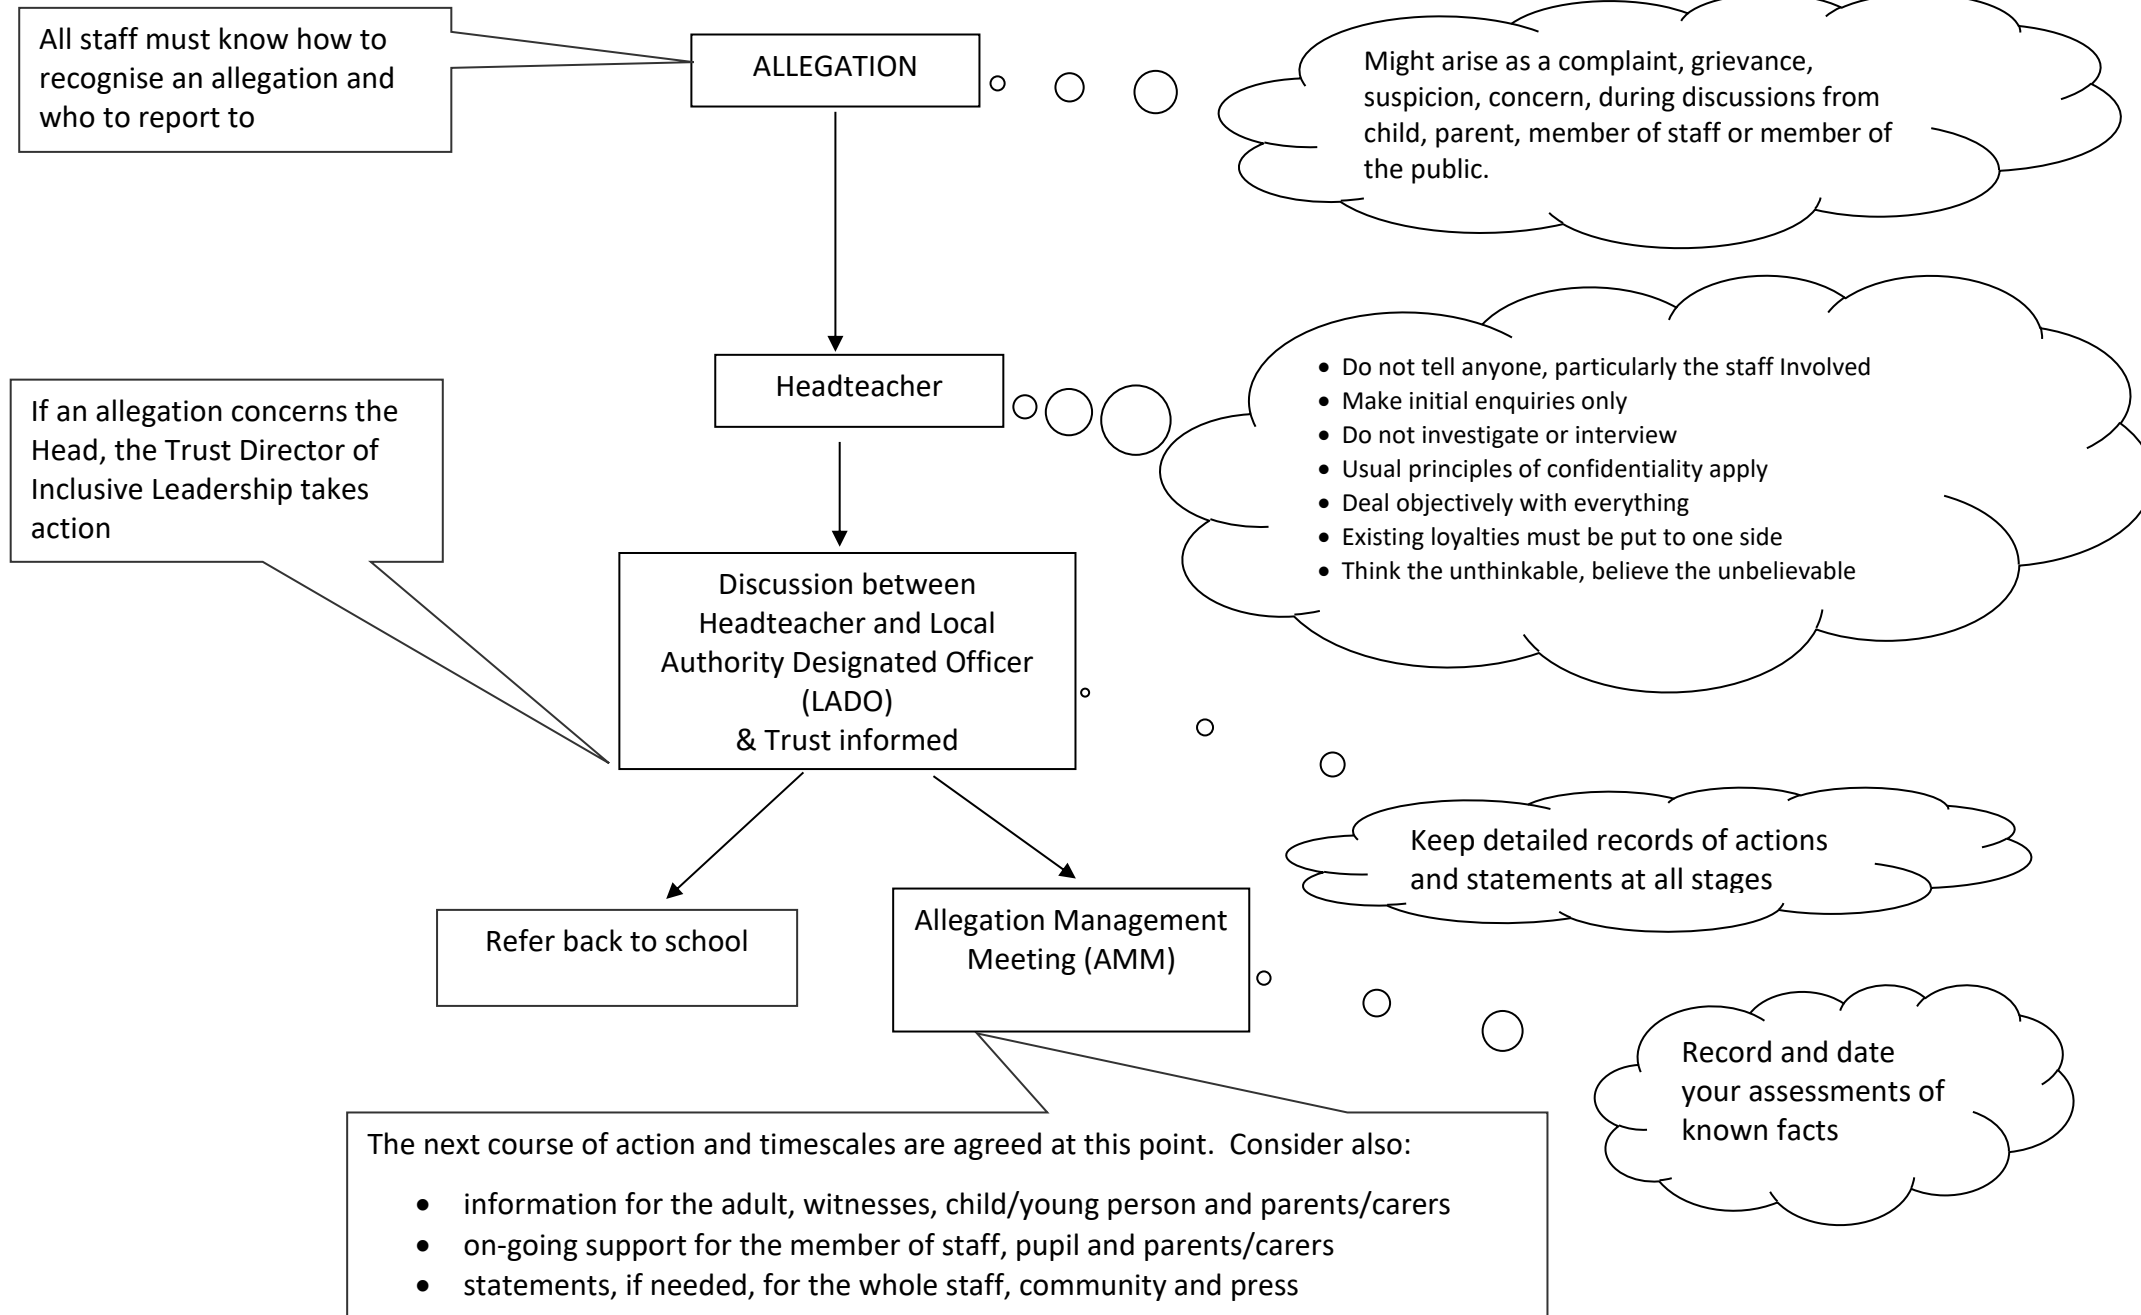 All staff must know how to
recognise an allegation and
who to report to
ALLEGATION
Might arise as a complaint, grievance,
suspicion, concern, during discussions from
child, parent, member of staff or member of
the public.
Headteacher
• Do not tell anyone, particularly the staff Involved
• Make initial enquiries only
• Do not investigate or interview
• Usual principles of confidentiality apply
• Deal objectively with everything
• Existing loyalties must be put to one side
• Think the unthinkable, believe the unbelievable
If an allegation concerns the
Head, the Trust Director of
Inclusive Leadership takes
action
Discussion between
Headteacher and Local
Authority Designated Officer
(LADO)
& Trust informed
Keep detailed records of actions
and statements at all stages
Refer back to school
Allegation Management
Meeting (AMM)
Record and date
your assessments of
known facts
The next course of action and timescales are agreed at this point.  Consider also:
• information for the adult, witnesses, child/young person and parents/carers
• on-going support for the member of staff, pupil and parents/carers
• statements, if needed, for the whole staff, community and press